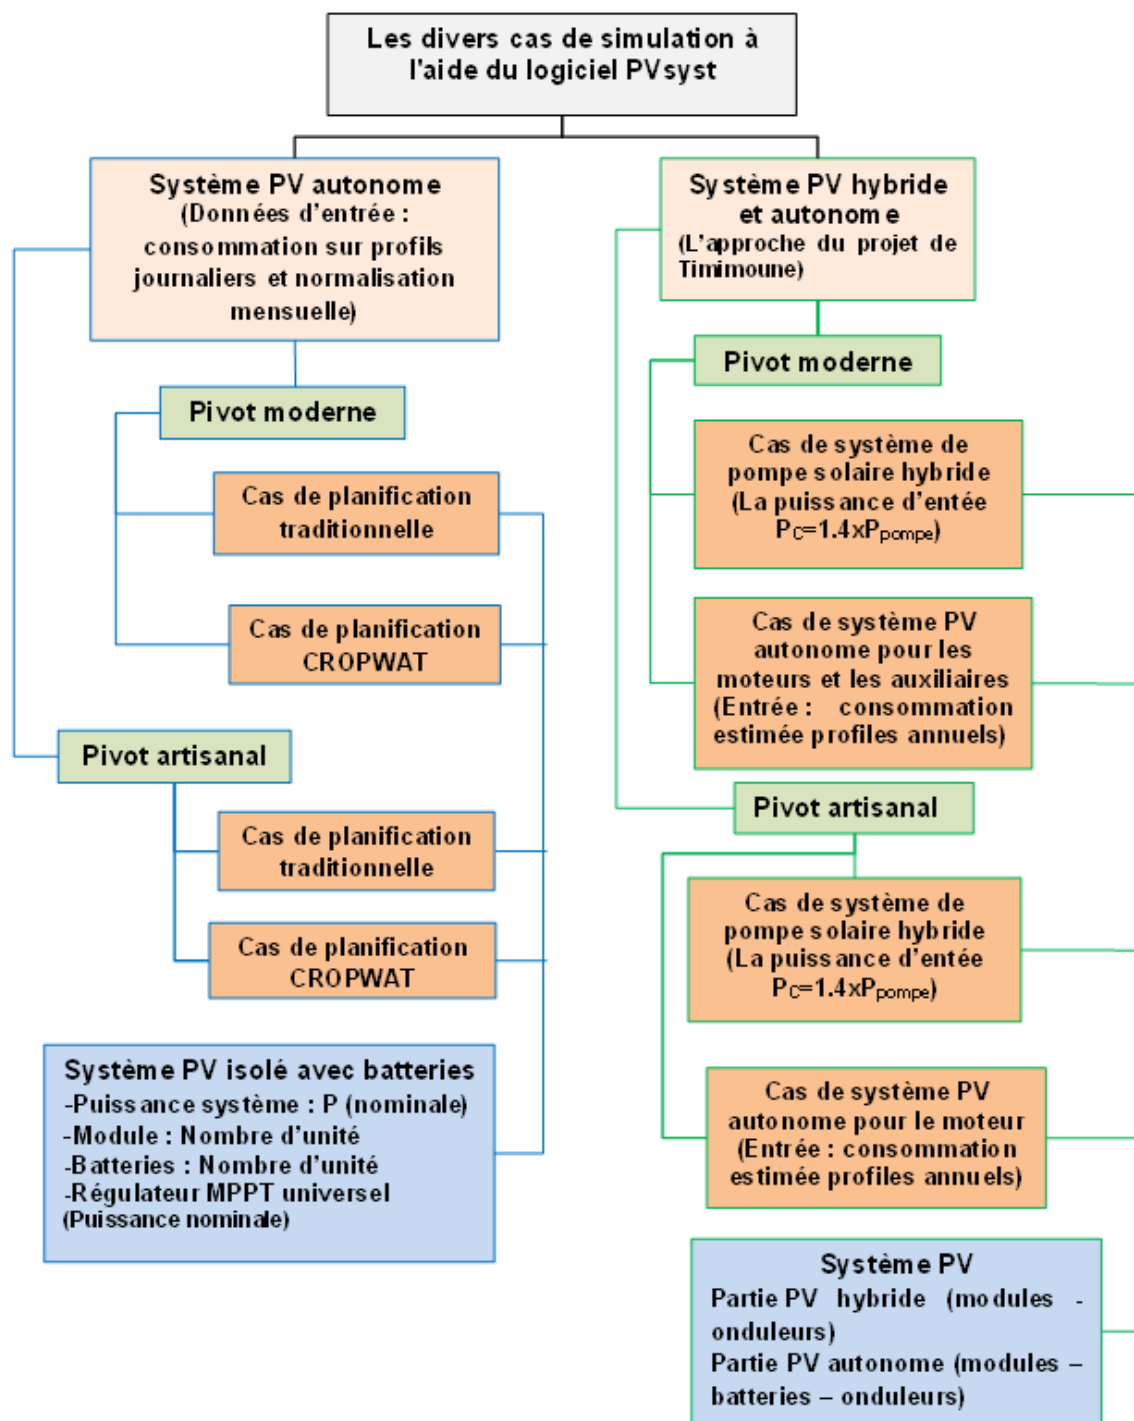 Les divers cas de simulation à
l'aide du logiciel PVsyst
Système PV autonome
(Données d'entrée :
consommation sur profils
journaliers et normalisation
mensuelle)
Pivot moderne
Cas de planification
traditionnelle
Cas de planification
CROPWAT
Pivot artisanal
Cas de planification
traditionnelle
Cas de planification
CROPWAT
Système PV isolé avec batteries
-Puissance système : P (nominale)
-Module : Nombre d'unité
-Batteries : Nombre d'unité
-Régulateur MPPT universel
(Puissance nominale)
Système PV hybride
et autonome
(L'approche du projet de
Timimoune)
Pivot moderne
Cas de système de
pompe solaire hybride
(La puissance d'entée
PC=1.4xPpompe)
Cas de système PV
autonome pour les
moteurs et les auxiliaires
(Entrée : consommation
estimée profiles annuels)
Pivot artisanal
Cas de système de
pompe solaire hybride
(La puissance d'entée
PC=1.4xPpompe)
Cas de système PV
autonome pour le moteur
(Entrée : consommation
estimée profiles annuels)
Système PV
Partie PV hybride (modules -
onduleurs)
Partie PV autonome (modules –
batteries – onduleurs)